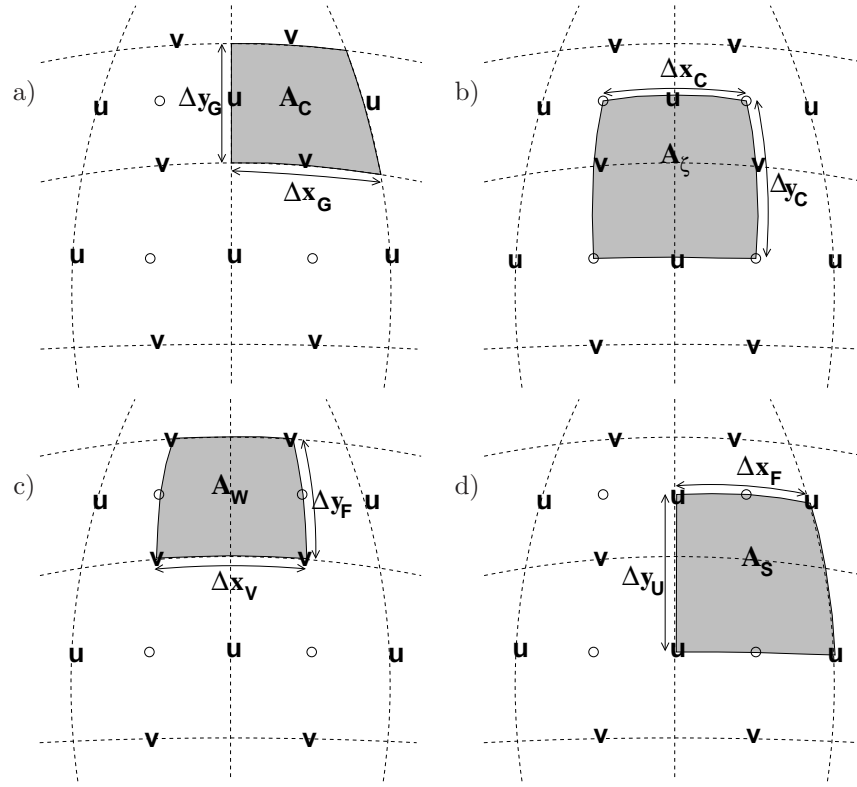 a)
v v
Δy_G u A_C u
u
v v
Δx_G
u u u
v v
b)
v v
Δx_C
u u u
A_ζ
v v
Δy_C
u u u
v v
c)
v v
u A_W Δy_F u
v v
Δx_V
u u u
v v
d)
v v
Δx_F
u u u
v A_S
Δy_U
u u u
v v